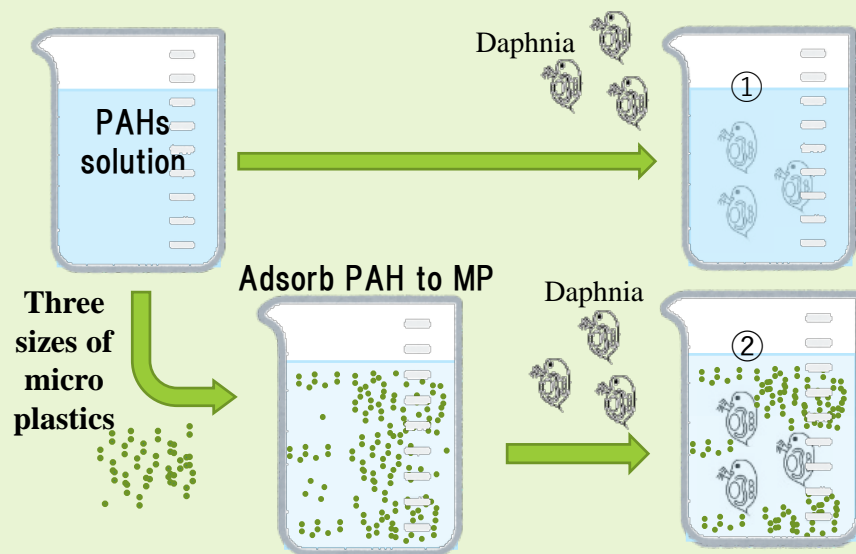 Daphnia
①
PAHs
solution
Adsorb PAH to MP
Three
sizes of
micro
plastics
Daphnia
②